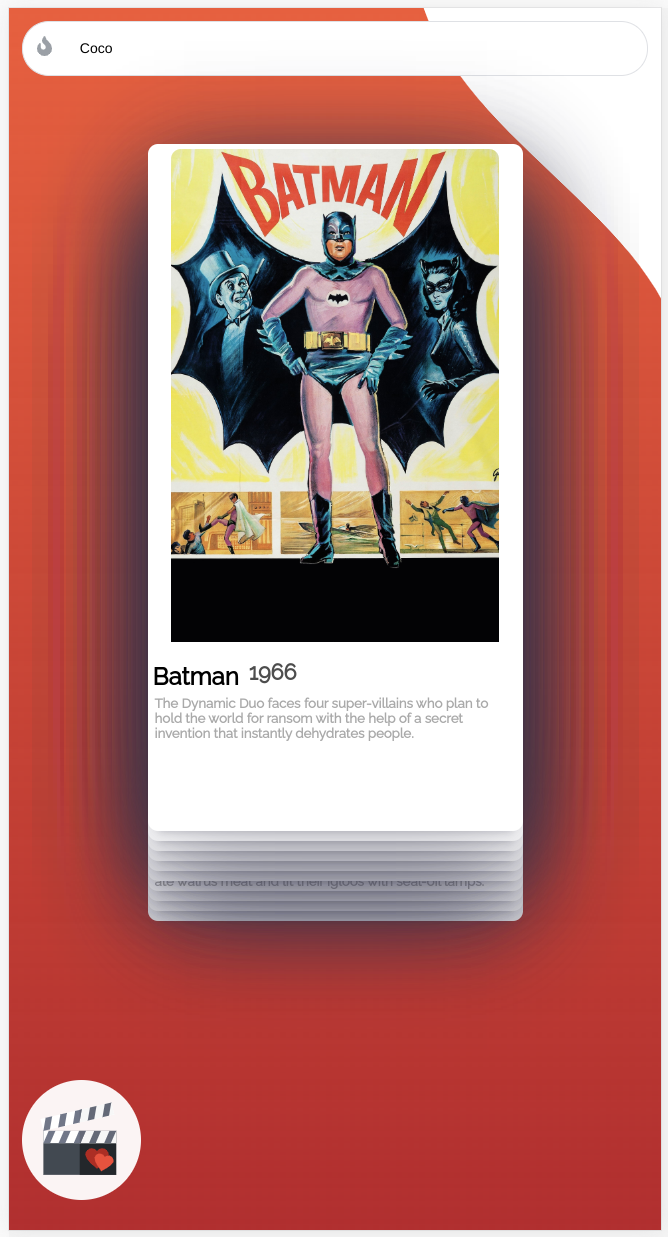 Coco
BATMAN
Batman 1966
The Dynamic Duo faces four super-villains who plan to
hold the world for ransom with the help of a secret
invention that instantly dehydrates people.
ate walrus meat and lit their igloos with seal-oil lamps.